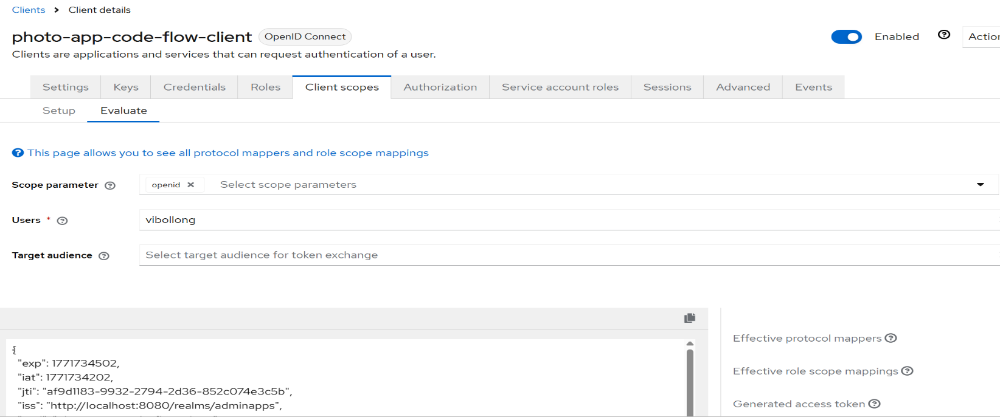 Clients > Client details
photo-app-code-flow-client OpenID Connect Enabled Action
Clients are applications and services that can request authentication of a user.
Settings Keys Credentials Roles Client scopes Authorization Service account roles Sessions Advanced Events
Setup Evaluate
This page allows you to see all protocol mappers and role scope mappings
Scope parameter openid Select scope parameters
Users * vibollong
Target audience Select target audience for token exchange
Effective protocol mappers
Effective role scope mappings
Generated access token
{
"exp": 1771734502,
"iat": 1771734202,
"jti": "af9d1183-9932-2794-2d36-852c074e3c5b",
"iss": "http://localhost:8080/realms/adminapps",